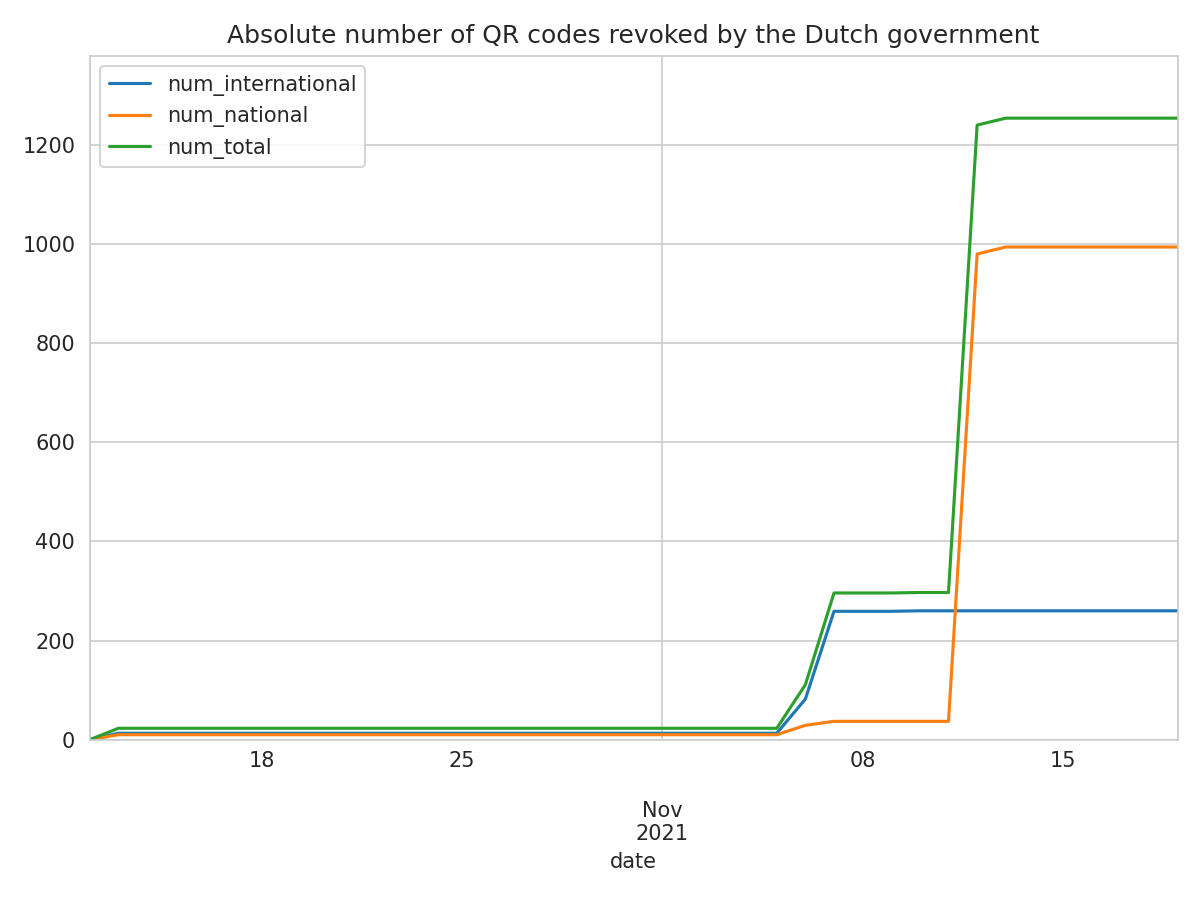 Absolute number of QR codes revoked by the Dutch government
num_international
num_national
num_total
1200
1000
800
600
400
200
0
18
25
08
15
Nov
2021
date